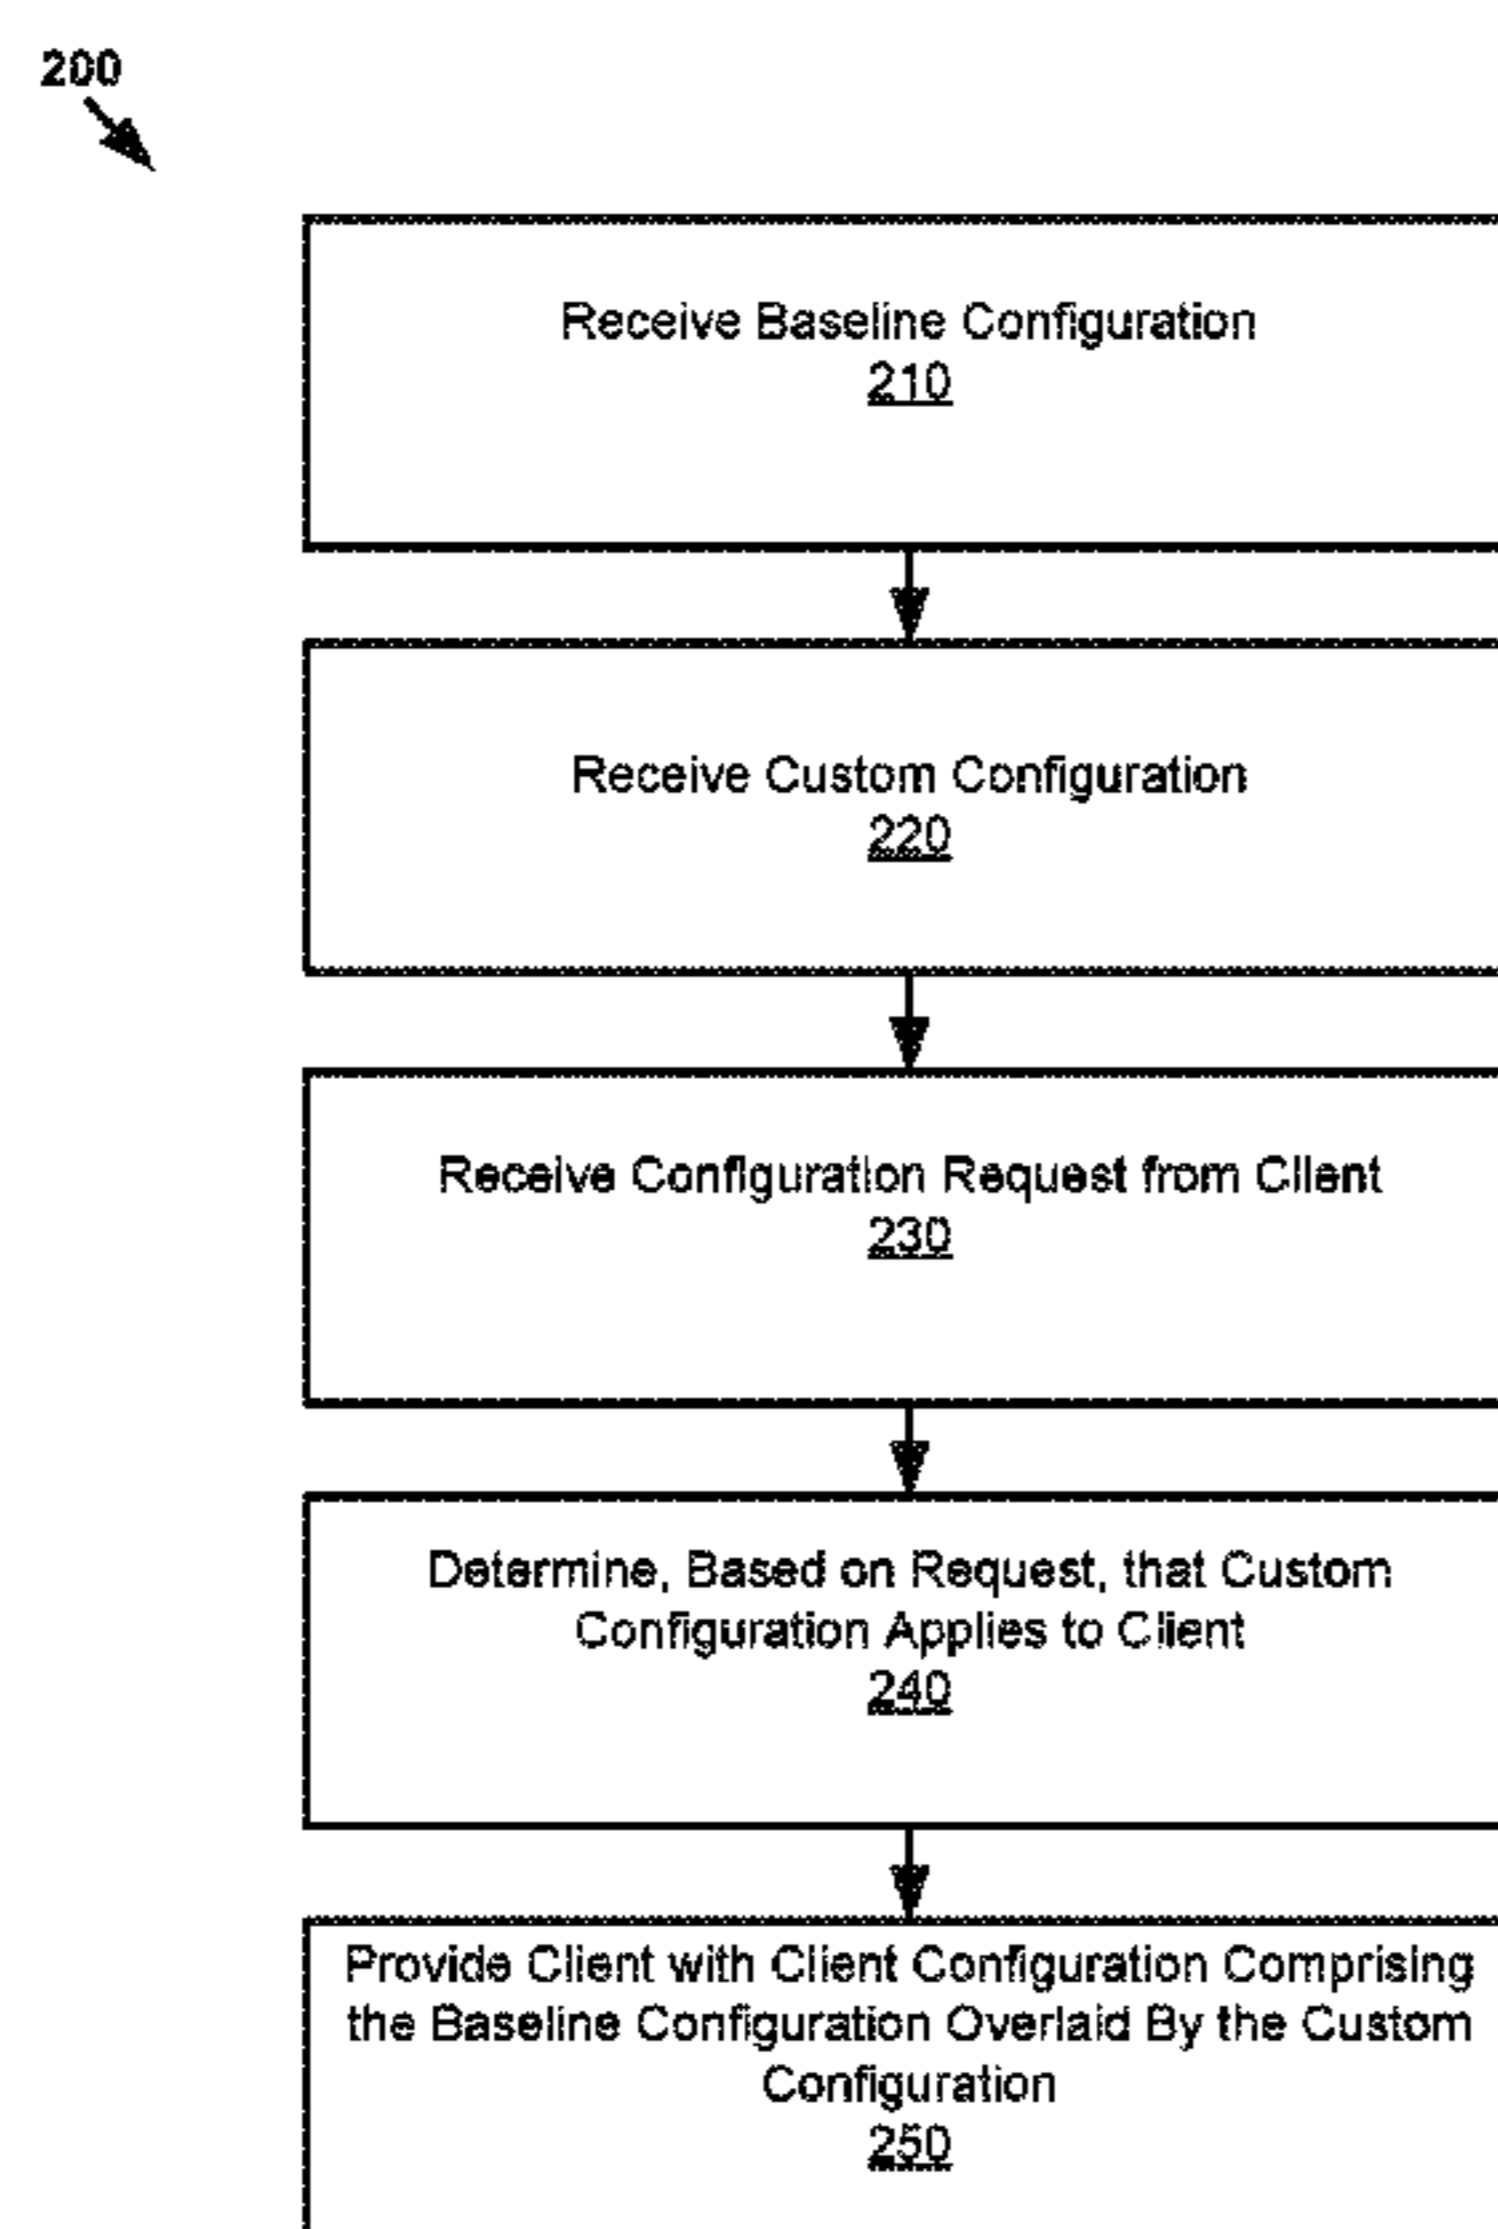 200
Receive Baseline Configuration
210
Receive Custom Configuration
220
Receive Configuration Request from Client
230
Determine, Based on Request, that Custom
Configuration Applies to Client
240
Provide Client with Client Configuration Comprising
the Baseline Configuration Overlaid By the Custom
Configuration
250